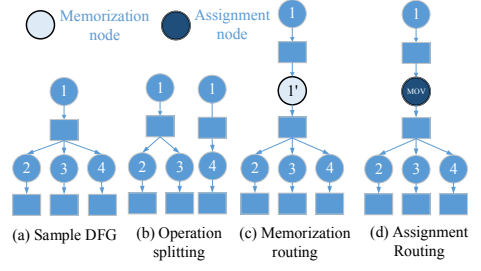 Memorization node
Assignment node
1
2 3 4
(a) Sample DFG
1 1
2 3 4
(b) Operation splitting
1
1'
2 3 4
(c) Memorization routing
1
MOV
2 3 4
(d) Assignment Routing